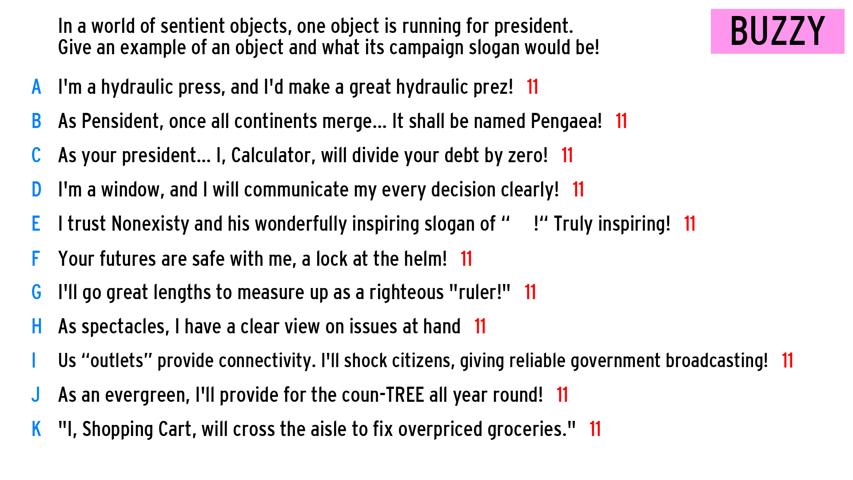 In a world of sentient objects, one object is running for president.
Give an example of an object and what its campaign slogan would be!
BUZZY
A I'm a hydraulic press, and I'd make a great hydraulic prez! 11
B As Pensident, once all continents merge... It shall be named Pengaea! 11
C As your president... I, Calculator, will divide your debt by zero! 11
D I'm a window, and I will communicate my every decision clearly! 11
E I trust Nonexisty and his wonderfully inspiring slogan of “    !“ Truly inspiring! 11
F Your futures are safe with me, a lock at the helm! 11
G I'll go great lengths to measure up as a righteous "ruler!" 11
H As spectacles, I have a clear view on issues at hand 11
I Us “outlets” provide connectivity. I'll shock citizens, giving reliable government broadcasting! 11
J As an evergreen, I'll provide for the coun-TREE all year round! 11
K "I, Shopping Cart, will cross the aisle to fix overpriced groceries." 11